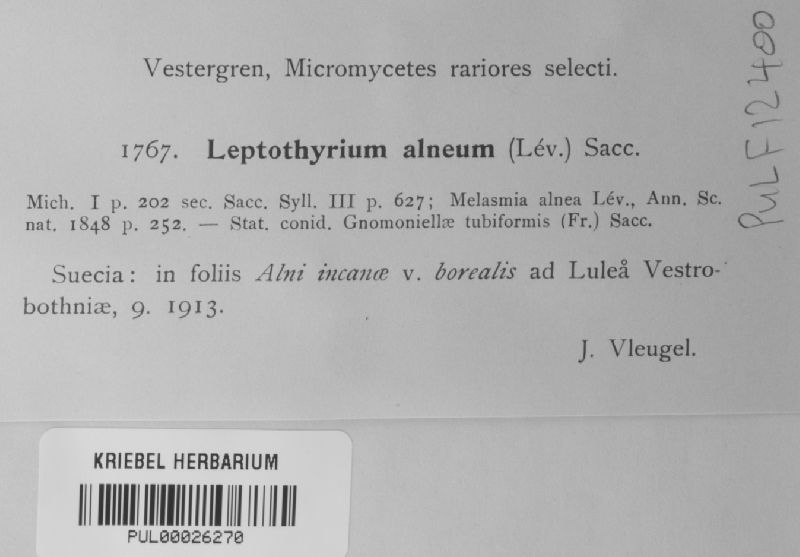 Vestergren, Micromycetes rariores selecti.
1767. Leptothyrium alneum (Lév.) Sacc.
Mich. I p. 202 sec. Sacc. Syll. III p. 627; Melasmia alnea Lév., Ann. Sc.
nat. 1848 p. 252. — Stat. conid. Gnomoniellæ tubiformis (Fr.) Sacc.
Suecia: in foliis Alni incanæ v. borealis ad Luleå Vestro-
bothniæ, 9. 1913.
J. Vleugel.
PUL F12400
KRIEBEL HERBARIUM
PUL00026270